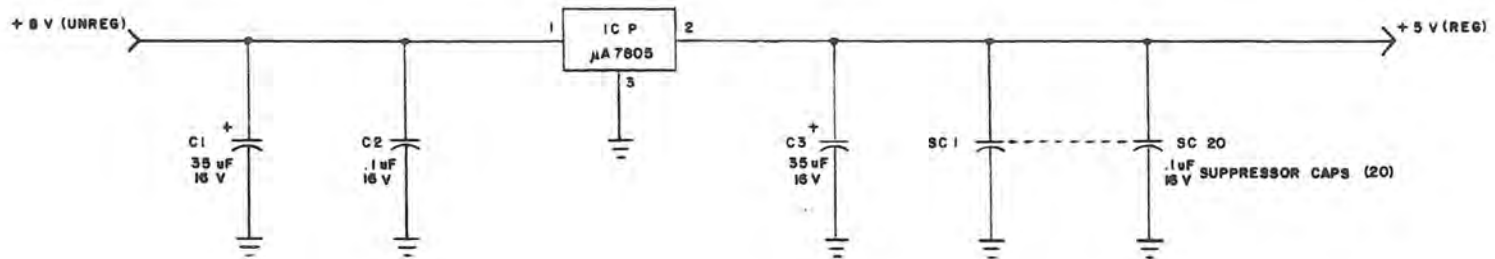 + 8 V (UNREG)
1
IC P
µA 7805
2
3
+ 5 V (REG)
C1
+
35 uF
16 V
C2
.1uF
16 V
C3
+
35 uF
16 V
SC 1
SC 20
.1uF
16 V
SUPPRESSOR CAPS (20)